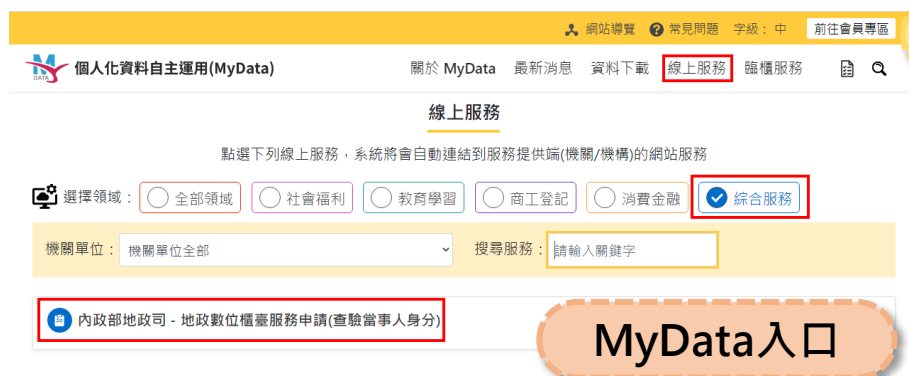 網站導覽 常見問題 字級：中 前往會員專區
MyDATA 個人化資料自主運用(MyData) 關於 MyData 最新消息 資料下載 線上服務 臨櫃服務
線上服務
點選下列線上服務，系統將會自動連結到服務提供端(機關/機構)的網站服務
選擇領域： 全部領域 社會福利 教育學習 商工登記 消費金融 綜合服務
機關單位： 機關單位全部 搜尋服務： 請輸入關鍵字
內政部地政司 - 地政數位櫃臺服務申請(查驗當事人身分)
MyData入口